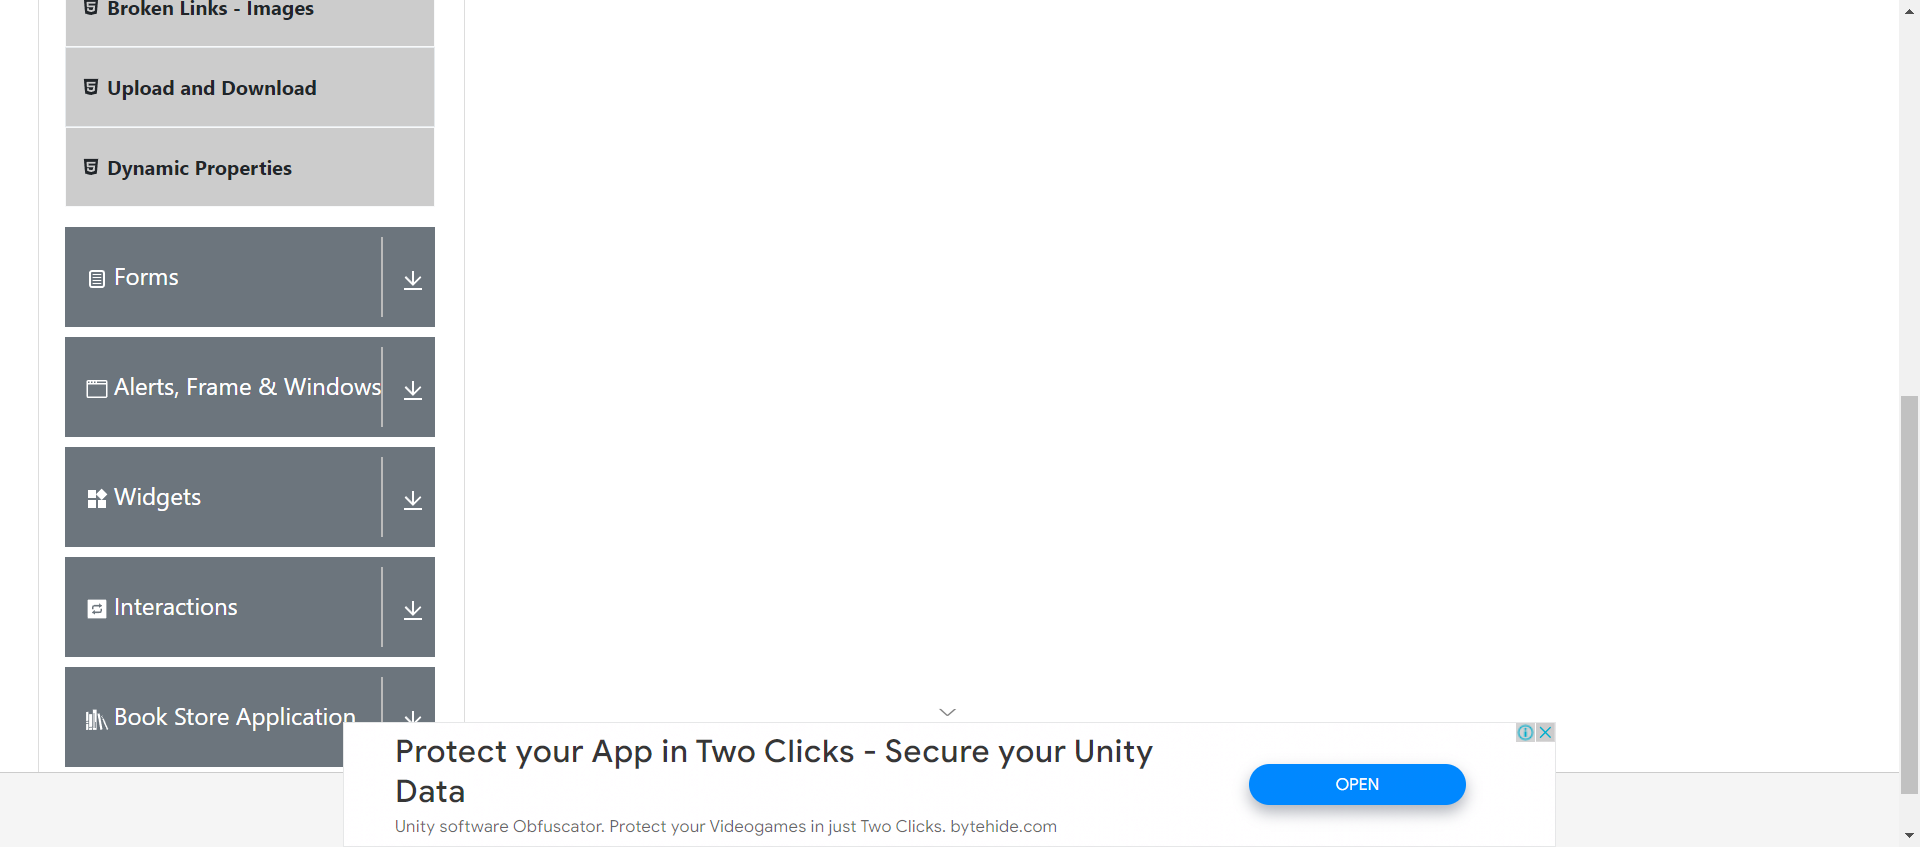 Broken Links - Images
Upload and Download
Dynamic Properties
Forms
Alerts, Frame & Windows
Widgets
Interactions
Book Store Application
Protect your App in Two Clicks - Secure your Unity
Data
OPEN
Unity software Obfuscator. Protect your Videogames in just Two Clicks. bytehide.com